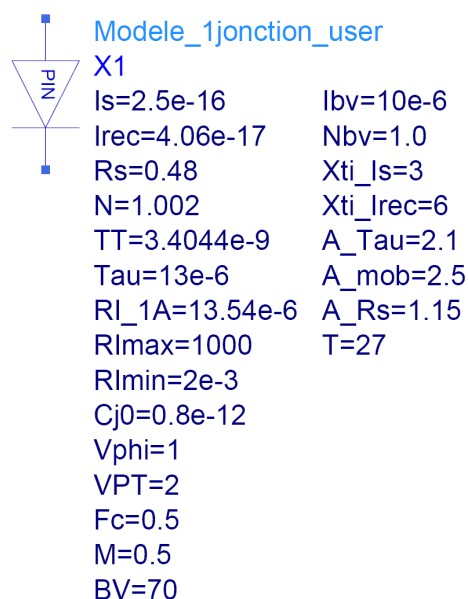 PIN
Modele_1jonction_user
X1
Is=2.5e-16
Irec=4.06e-17
Rs=0.48
N=1.002
TT=3.4044e-9
Tau=13e-6
RI_1A=13.54e-6
RImax=1000
RImin=2e-3
Cj0=0.8e-12
Vphi=1
VPT=2
Fc=0.5
M=0.5
BV=70
Ibv=10e-6
Nbv=1.0
Xti_Is=3
Xti_Irec=6
A_Tau=2.1
A_mob=2.5
A_Rs=1.15
T=27